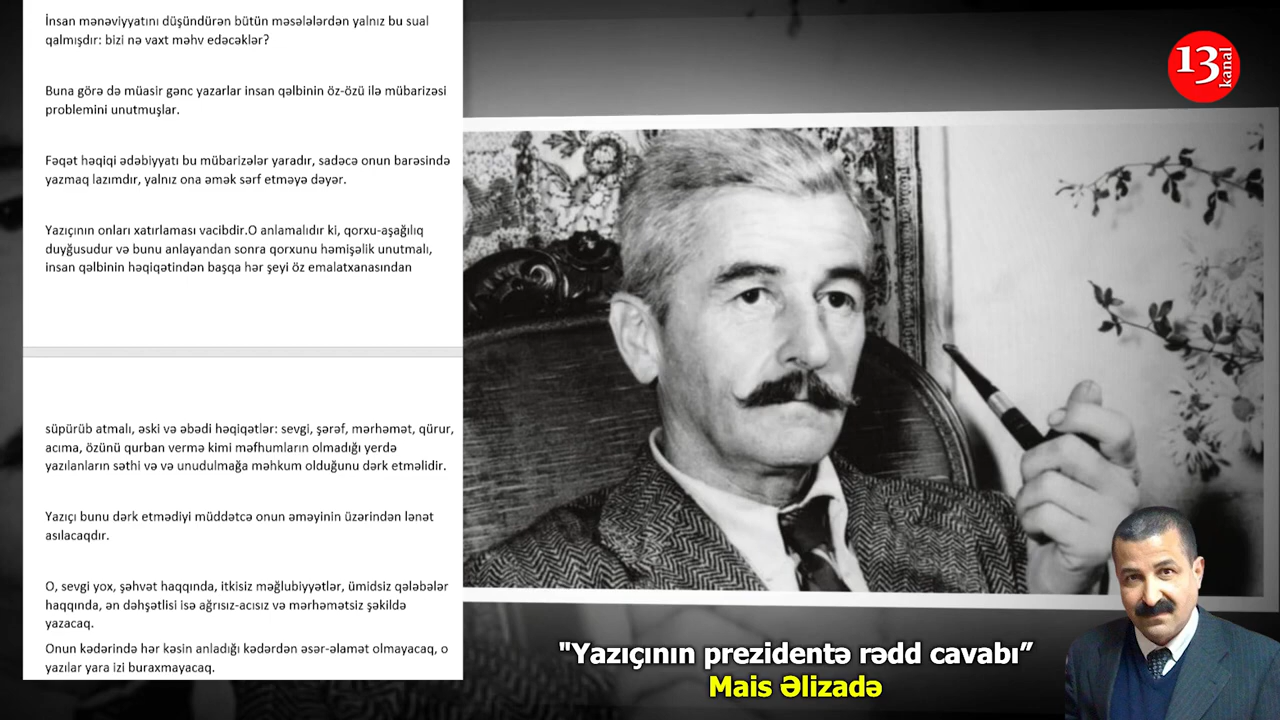 İnsan mənəviyyatını düşündürən bütün məsələlərdən yalnız bu sual
qalmışdır: bizi nə vaxt məhv edəcəklər?
Buna görə də müasir gənc yazarlar insan qəlbinin öz-özü ilə mübarizəsi
problemini unutmuşlar.
Fəqət həqiqi ədəbiyyatı bu mübarizələr yaradır, sadəcə onun barəsində
yazmaq lazımdır, yalnız ona əmək sərf etməyə dəyər.
Yazıçının onları xatırlaması vacibdir.O anlamalıdır ki, qorxu-aşağılıq
duyğusudur və bunu anlayandan sonra qorxunu həmişəlik unutmalı,
insan qəlbinin həqiqətindən başqa hər şeyi öz emalatxanasından
süpürüb atmalı, əski və əbədi həqiqətlər: sevgi, şərəf, mərhəmət, qürur,
acıma, özünü qurban vermə kimi məfhumların olmadığı yerdə
yazılanların səthi və və unudulmağa məhkum olduğunu dərk etməlidir.
Yazıçı bunu dərk etmədiyi müddətcə onun əməyinin üzərindən lənət
asılacaqdır.
O, sevgi yox, şəhvət haqqında, itkisiz məğlubiyyətlər, ümidsiz qələbələr
haqqında, ən dəhşətlisi isə ağrısız-acısız və mərhəmətsiz şəkildə
yazacaq.
Onun kədərində hər kəsin anladığı kədərdən əsər-əlamət olmayacaq, o
yazılar yara izi buraxmayacaq.
13 kanal
"Yazıçının prezidentə rədd cavabı”
Mais Əlizadə